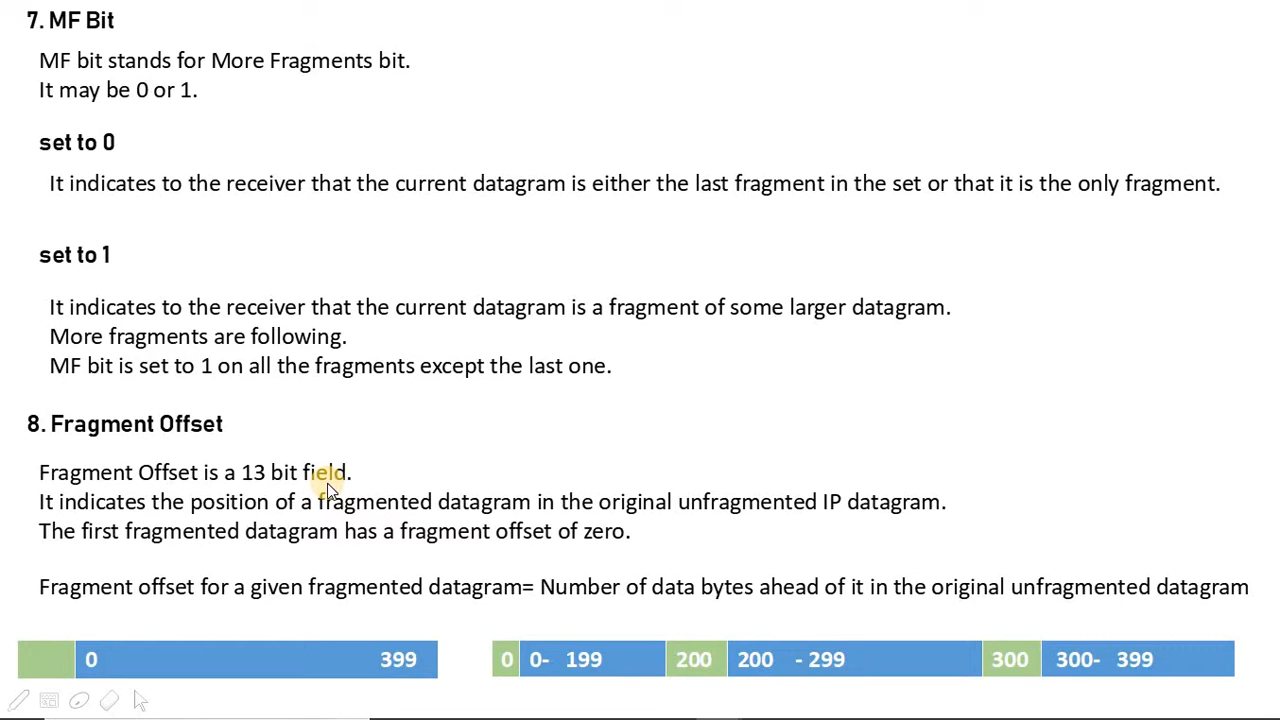 7. MF Bit
MF bit stands for More Fragments bit.
It may be 0 or 1.
set to 0
It indicates to the receiver that the current datagram is either the last fragment in the set or that it is the only fragment.
set to 1
It indicates to the receiver that the current datagram is a fragment of some larger datagram.
More fragments are following.
MF bit is set to 1 on all the fragments except the last one.
8. Fragment Offset
Fragment Offset is a 13 bit field.
It indicates the position of a fragmented datagram in the original unfragmented IP datagram.
The first fragmented datagram has a fragment offset of zero.
Fragment offset for a given fragmented datagram= Number of data bytes ahead of it in the original unfragmented datagram
0 399 0 0- 199 200 200 - 299 300 300- 399